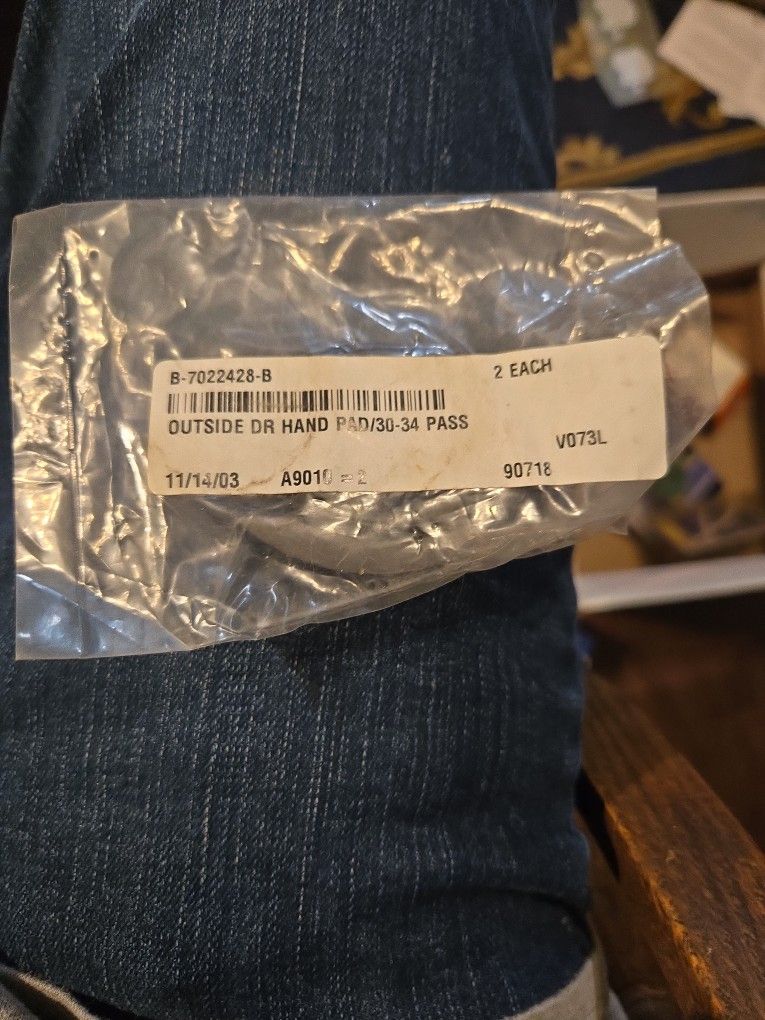 B-7022428-B 2 EACH
OUTSIDE DR HAND PAD/30-34 PASS
V073L
11/14/03 A9010 = 2 90718